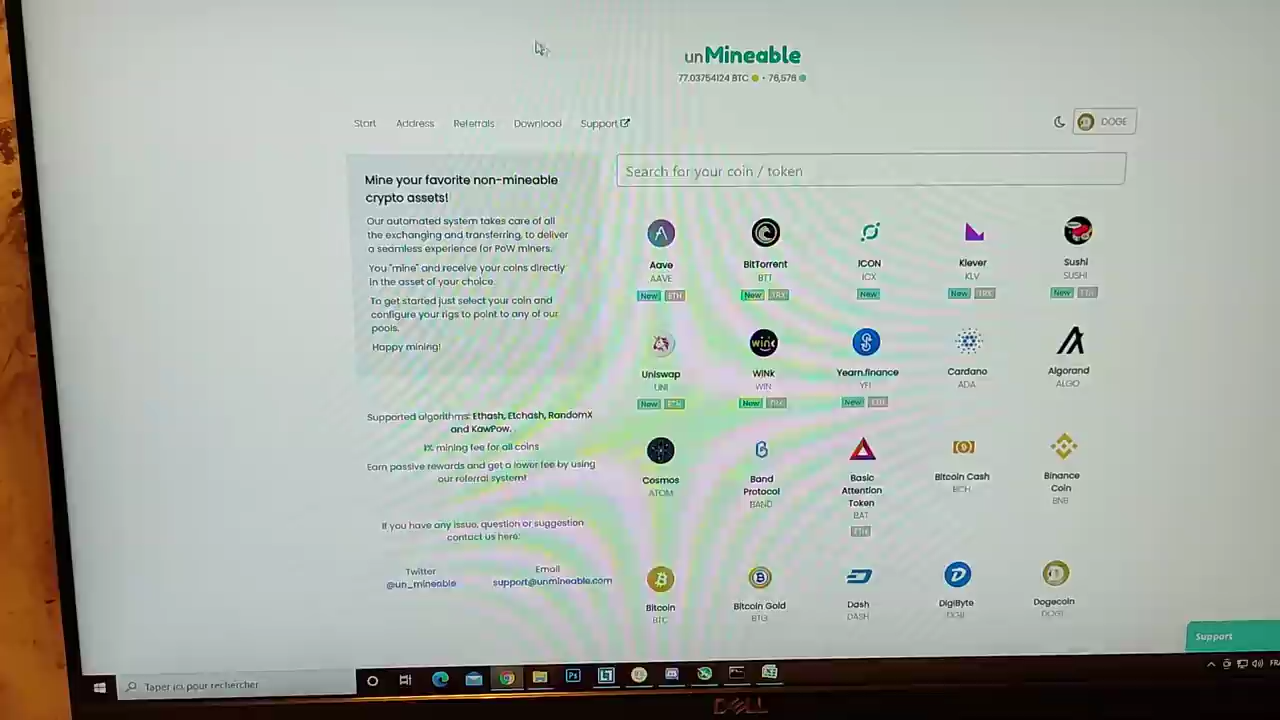 unMineable
77.03754124 BTC • 76,576
Start Address Referrals Download Support
DOGE
Mine your favorite non-mineable
crypto assets!
Our automated system takes care of all
the exchanging and transferring, to deliver
a seamless experience for PoW miners.
You "mine" and receive your coins directly
in the asset of your choice.
To get started just select your coin and
configure your rigs to point to any of our
pools.
Happy mining!
Supported algorithms: Ethash, Etchash, RandomX
and KawPow.
1% mining fee for all coins
Earn passive rewards and get a lower fee by using
our referral system!
If you have any issue, question or suggestion
contact us here:
Twitter Email
@un_mineable support@unmineable.com
Search for your coin / token
Aave BitTorrent ICON Klever Sushi
AAVE BTT ICX KLV SUSHI
New ETH New TRX New New TRX New ETH
Uniswap WINk Yearn.finance Cardano Algorand
UNI WIN YFI ADA ALGO
New ETH New TRX New ETH
Cosmos Band Protocol Basic Attention Token Bitcoin Cash Binance Coin
ATOM BAND BAT BCH BNB
ETH
Bitcoin Bitcoin Gold Dash DigiByte Dogecoin
BTC BTG DASH DGB DOGE
Support
Taper ici pour rechercher
DELL